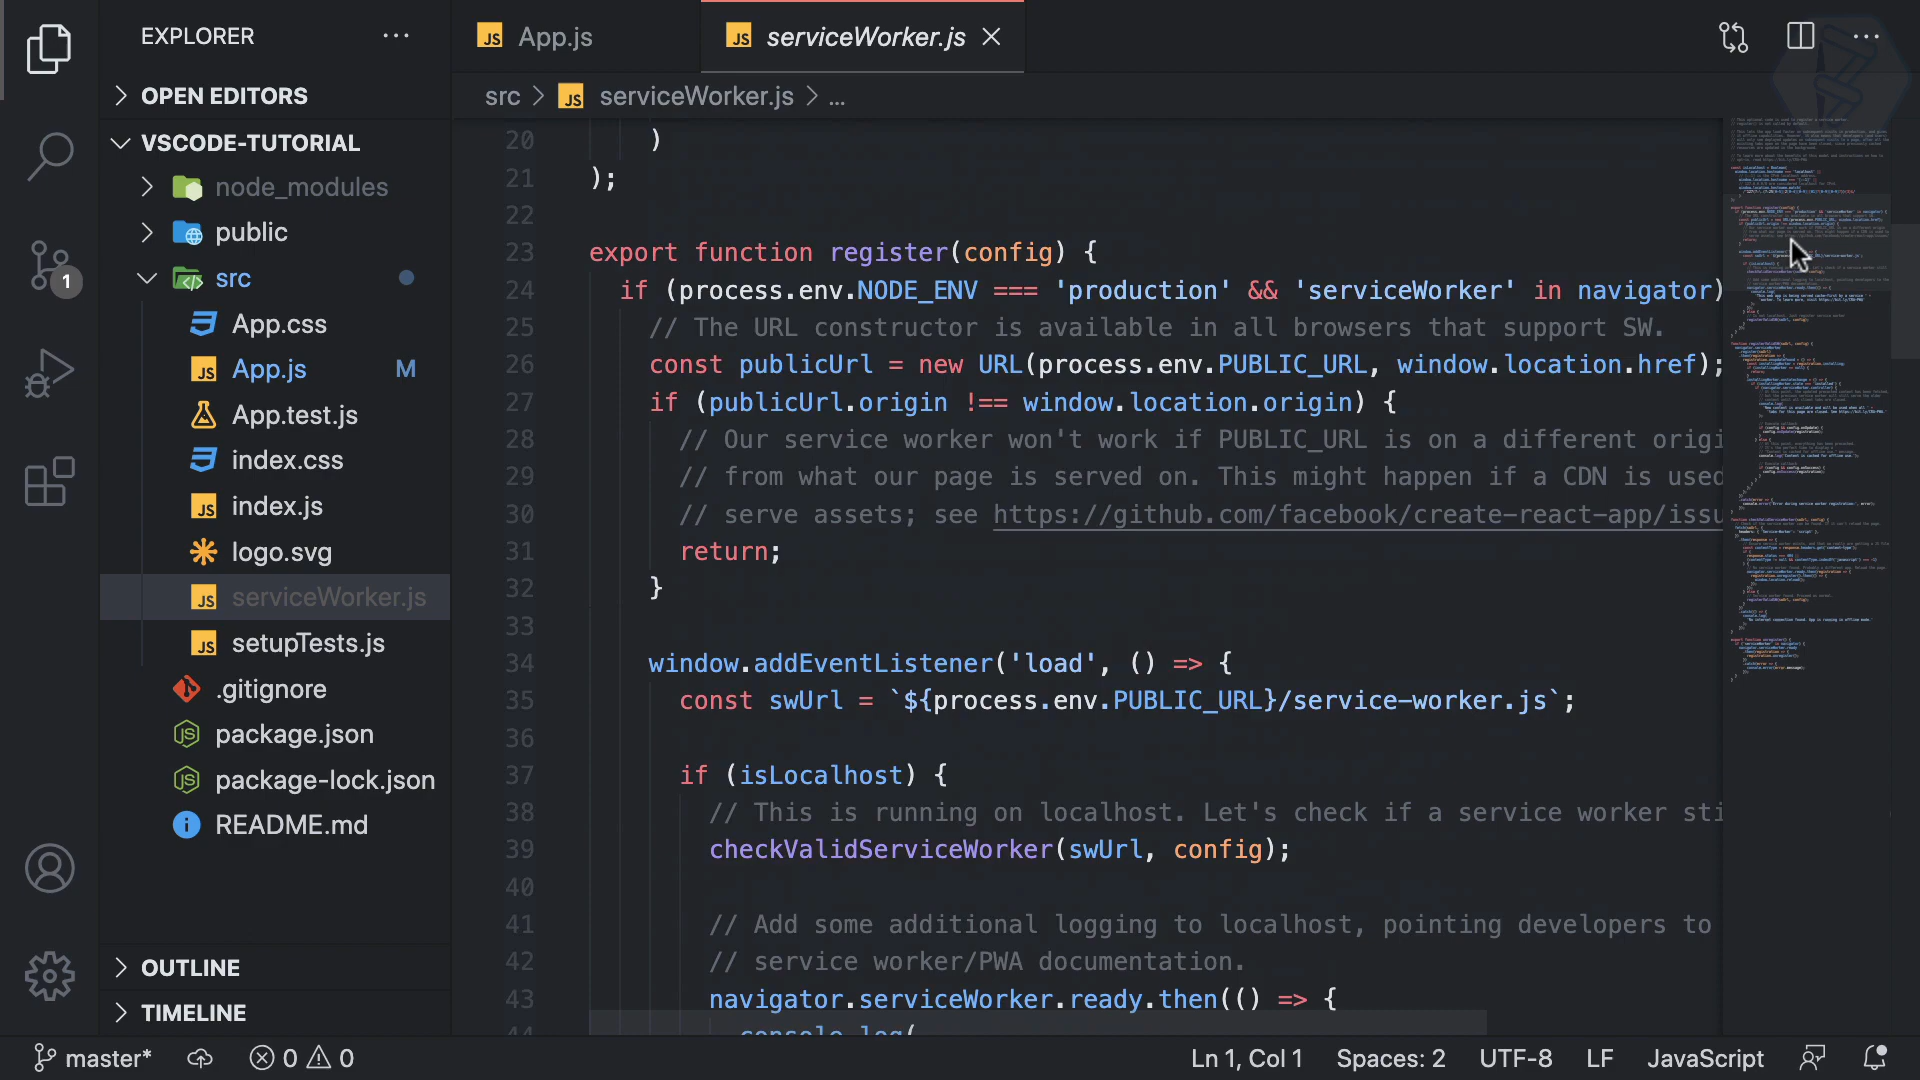 EXPLORER
OPEN EDITORS
VSCODE-TUTORIAL
node_modules
public
src
App.css
App.js M
App.test.js
index.css
index.js
logo.svg
serviceWorker.js
setupTests.js
.gitignore
package.json
package-lock.json
README.md
OUTLINE
TIMELINE
1
JS App.js
JS serviceWorker.js
src > JS serviceWorker.js > ...
20 )
21 );
22
23 export function register(config) {
24 if (process.env.NODE_ENV === 'production' && 'serviceWorker' in navigator)
25 // The URL constructor is available in all browsers that support SW.
26 const publicUrl = new URL(process.env.PUBLIC_URL, window.location.href);
27 if (publicUrl.origin !== window.location.origin) {
28 // Our service worker won't work if PUBLIC_URL is on a different origi
29 // from what our page is served on. This might happen if a CDN is used
30 // serve assets; see https://github.com/facebook/create-react-app/issu
31 return;
32 }
33
34 window.addEventListener('load', () => {
35 const swUrl = `${process.env.PUBLIC_URL}/service-worker.js`;
36
37 if (isLocalhost) {
38 // This is running on localhost. Let's check if a service worker sti
39 checkValidServiceWorker(swUrl, config);
40
41 // Add some additional logging to localhost, pointing developers to
42 // service worker/PWA documentation.
43 navigator.serviceWorker.ready.then(() => {
44 console.log(
master* 0 0 Ln 1, Col 1 Spaces: 2 UTF-8 LF JavaScript